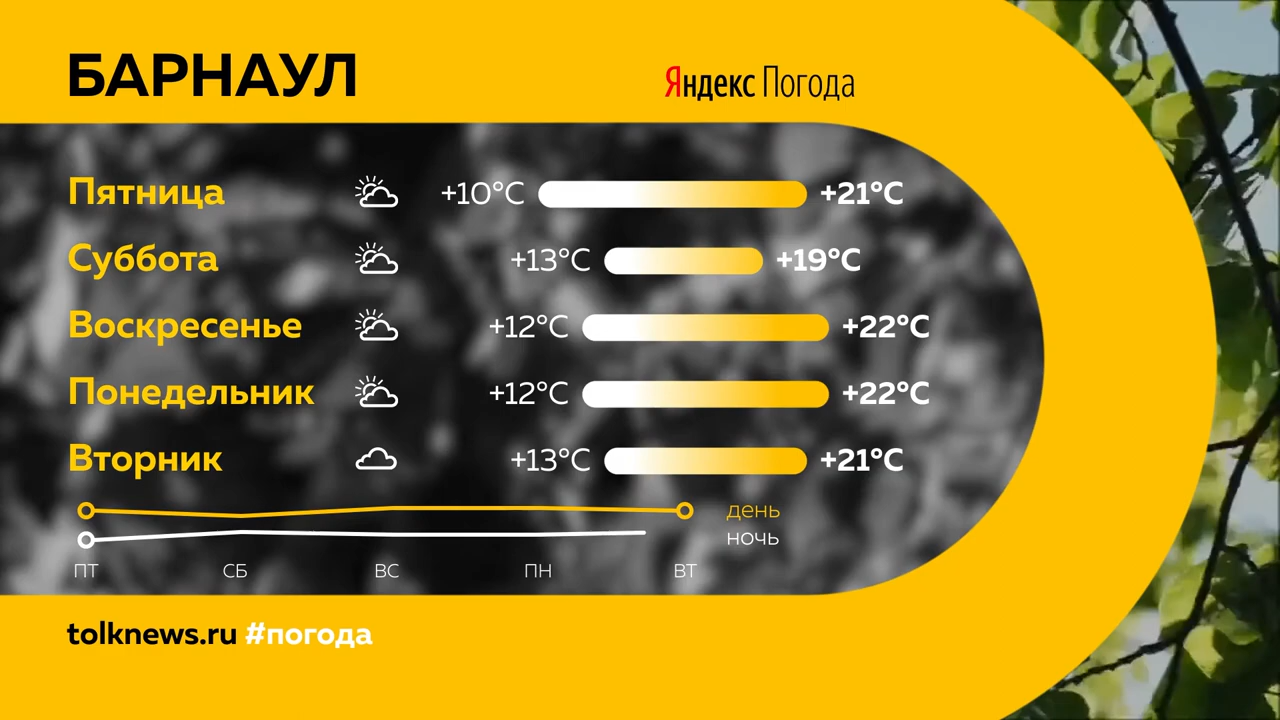 БАРНАУЛ
Яндекс Погода
Пятница +10°C +21°C
Суббота +13°C +19°C
Воскресенье +12°C +22°C
Понедельник +12°C +22°C
Вторник +13°C +21°C
день
ночь
ПТ СБ ВС ПН ВТ
tolknews.ru #погода